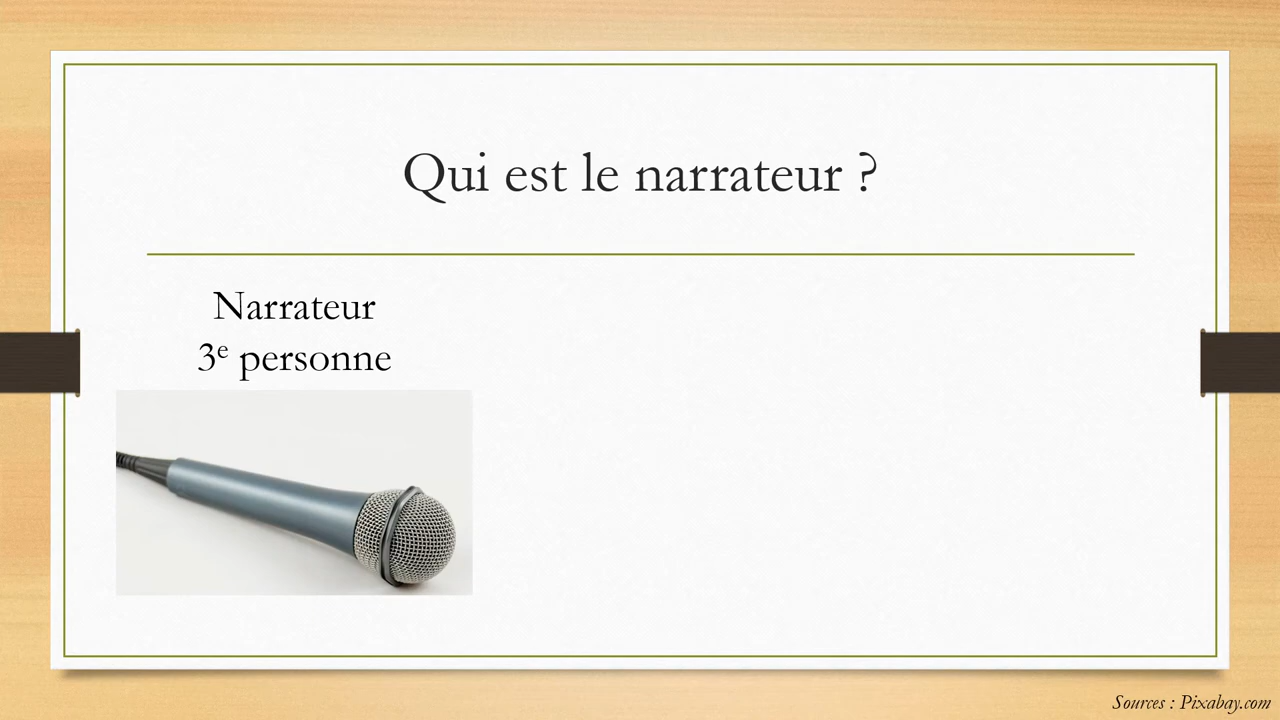 Qui est le narrateur ?
Narrateur
3e personne
Sources : Pixabay.com